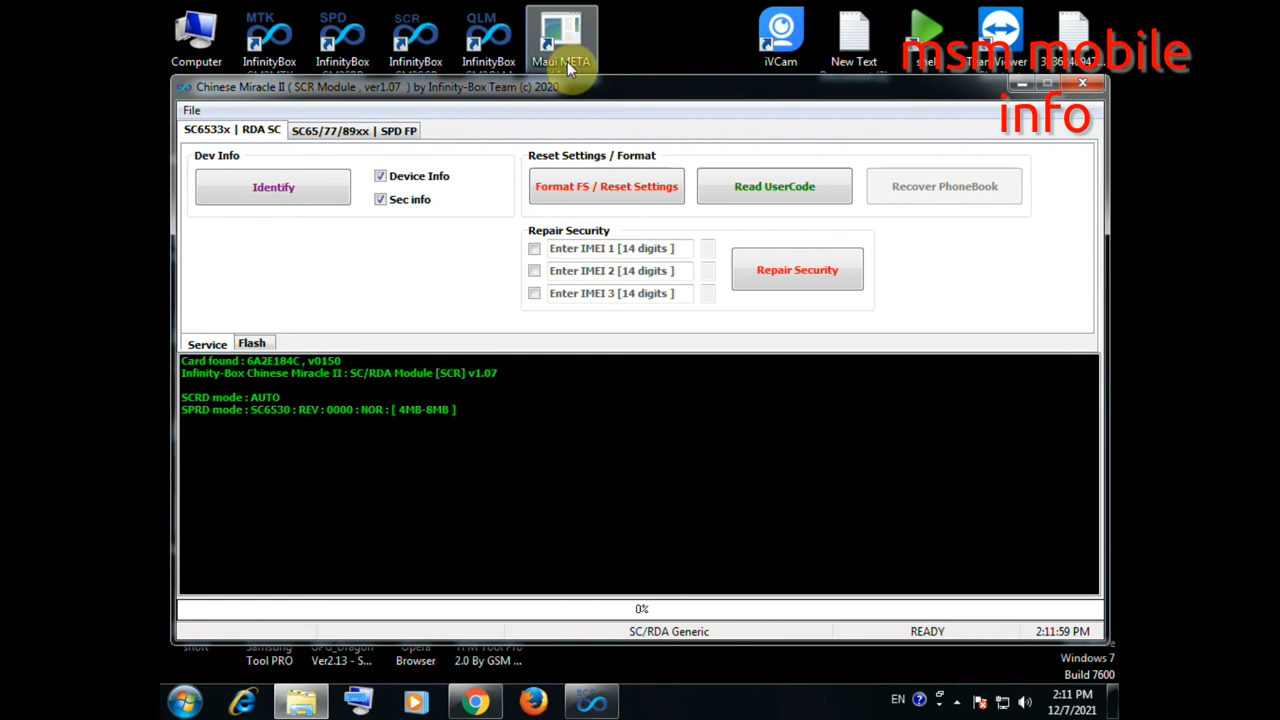 MTK
SPD
SCR
QLM
Computer
InfinityBox
InfinityBox
InfinityBox
InfinityBox
Maui META
iVCam
New Text
msm mobile
info
Chinese Miracle II ( SCR Module , ver1.07 ) by Infinity-Box Team (c) 2020
File
SC6533x | RDA SC
SC65/77/89xx | SPD FP
Dev Info
Identify
Device Info
Sec info
Reset Settings / Format
Format FS / Reset Settings
Read UserCode
Recover PhoneBook
Repair Security
Enter IMEI 1 [14 digits ]
Enter IMEI 2 [14 digits ]
Enter IMEI 3 [14 digits ]
Repair Security
Service
Flash
Card found : 6A2E184C , v0150
Infinity-Box Chinese Miracle II : SC/RDA Module [SCR] v1.07
SCRD mode : AUTO
SPRD mode : SC6530 : REV : 0000 : NOR : [ 4MB-8MB ]
0%
SC/RDA Generic
READY
2:11:59 PM
short
Samsung
Tool PRO
GPG_Dragon
Ver2.13 - S...
Opera
Browser
TFM Tool Pro
2.0 By GSM ...
Windows 7
Build 7600
EN
2:11 PM
12/7/2021